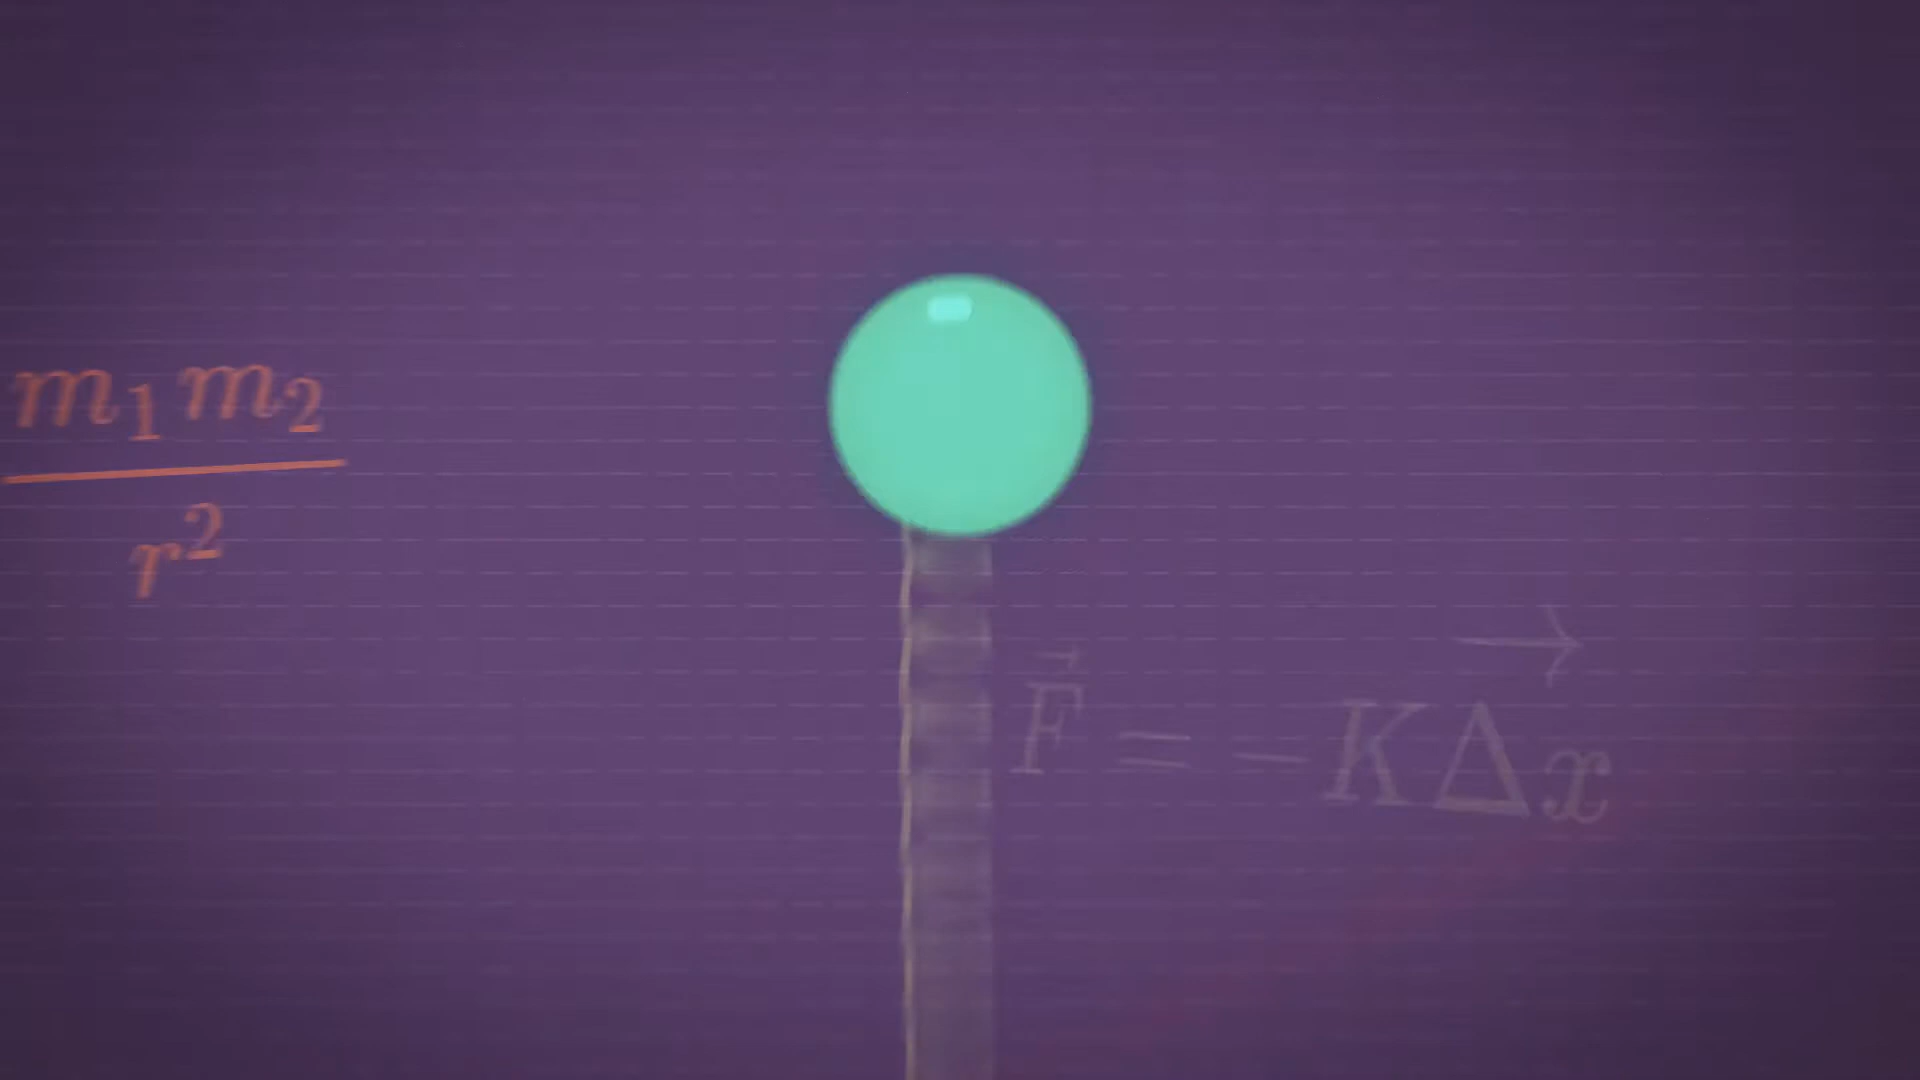 m₁m₂
r²
F⃗ = −KΔx⃗